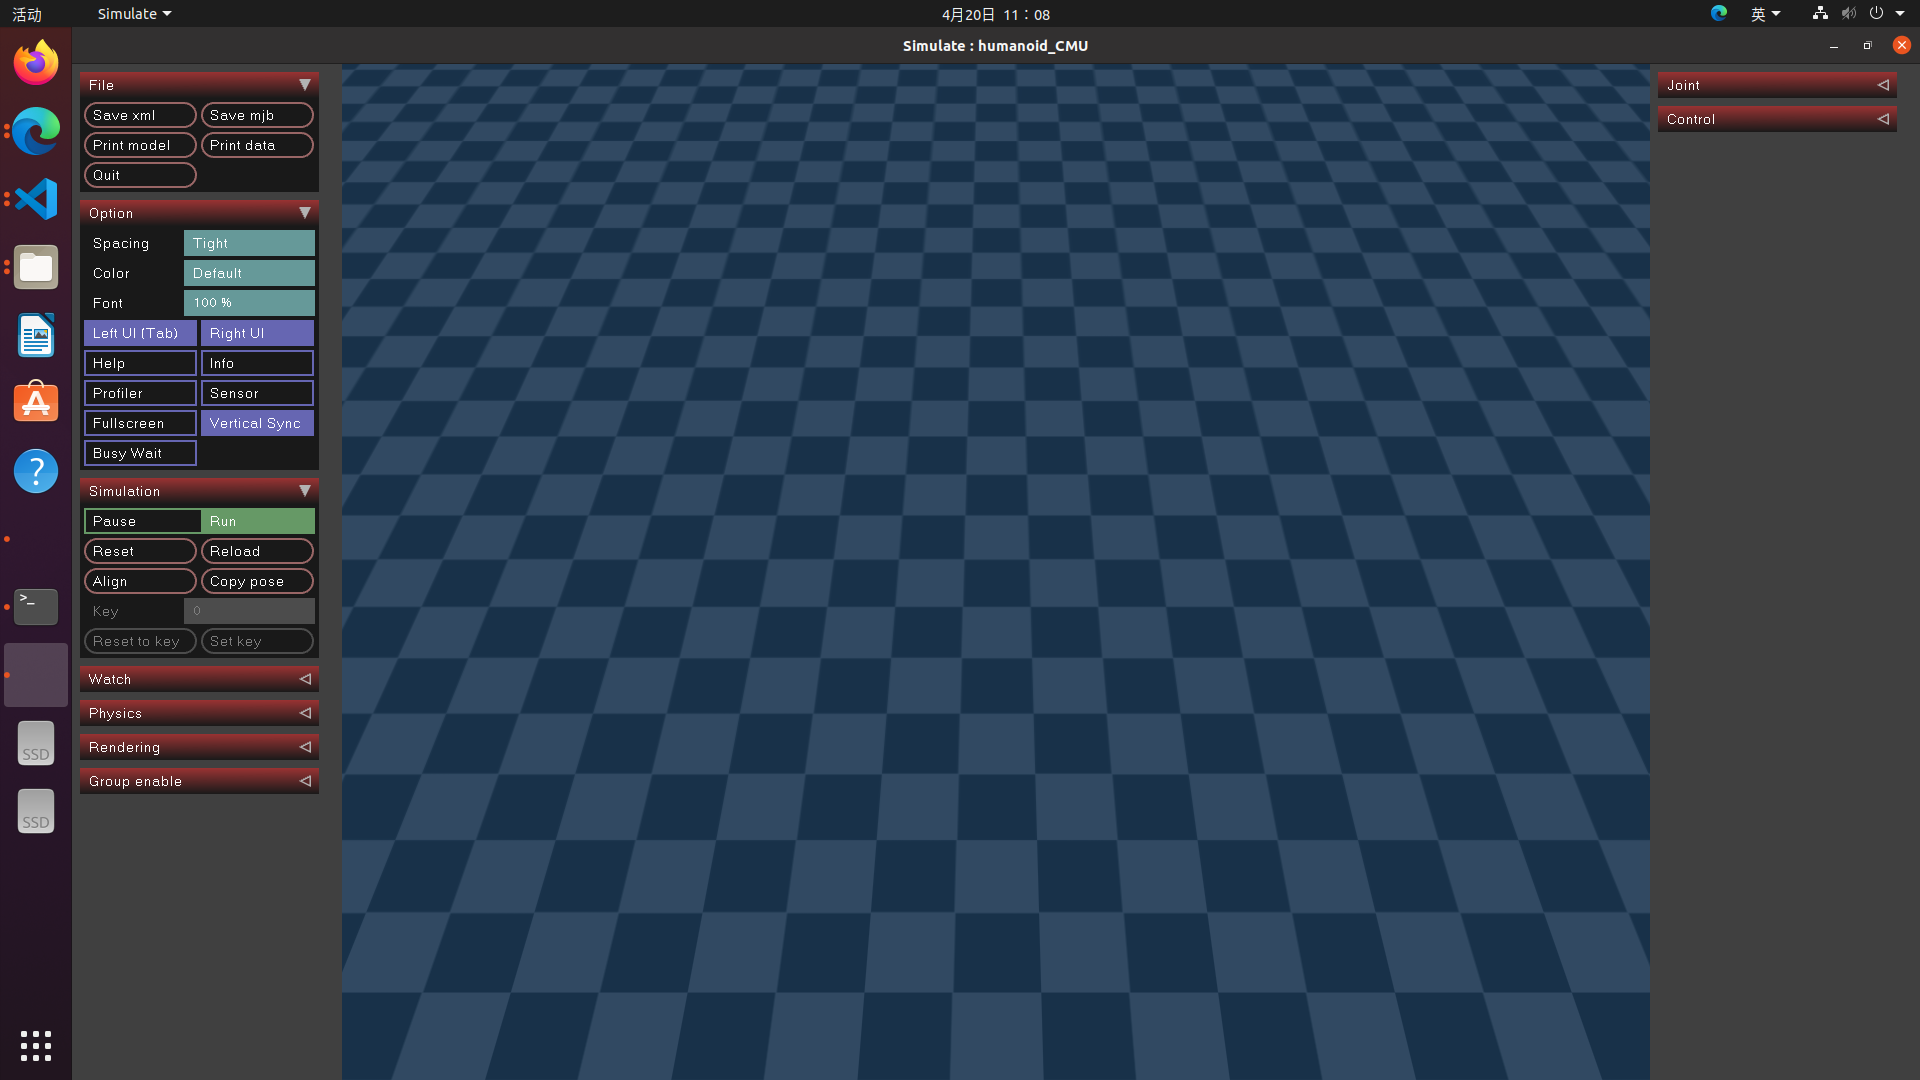 活动 Simulate 4月20日 11：08 英
Simulate : humanoid_CMU
File
Save xml Save mjb
Print model Print data
Quit
Option
Spacing Tight
Color Default
Font 100 %
Left UI (Tab) Right UI
Help Info
Profiler Sensor
Fullscreen Vertical Sync
Busy Wait
Simulation
Pause Run
Reset Reload
Align Copy pose
Key 0
Reset to key Set key
Watch
Physics
Rendering
Group enable
Joint
Control
>_
SSD
SSD